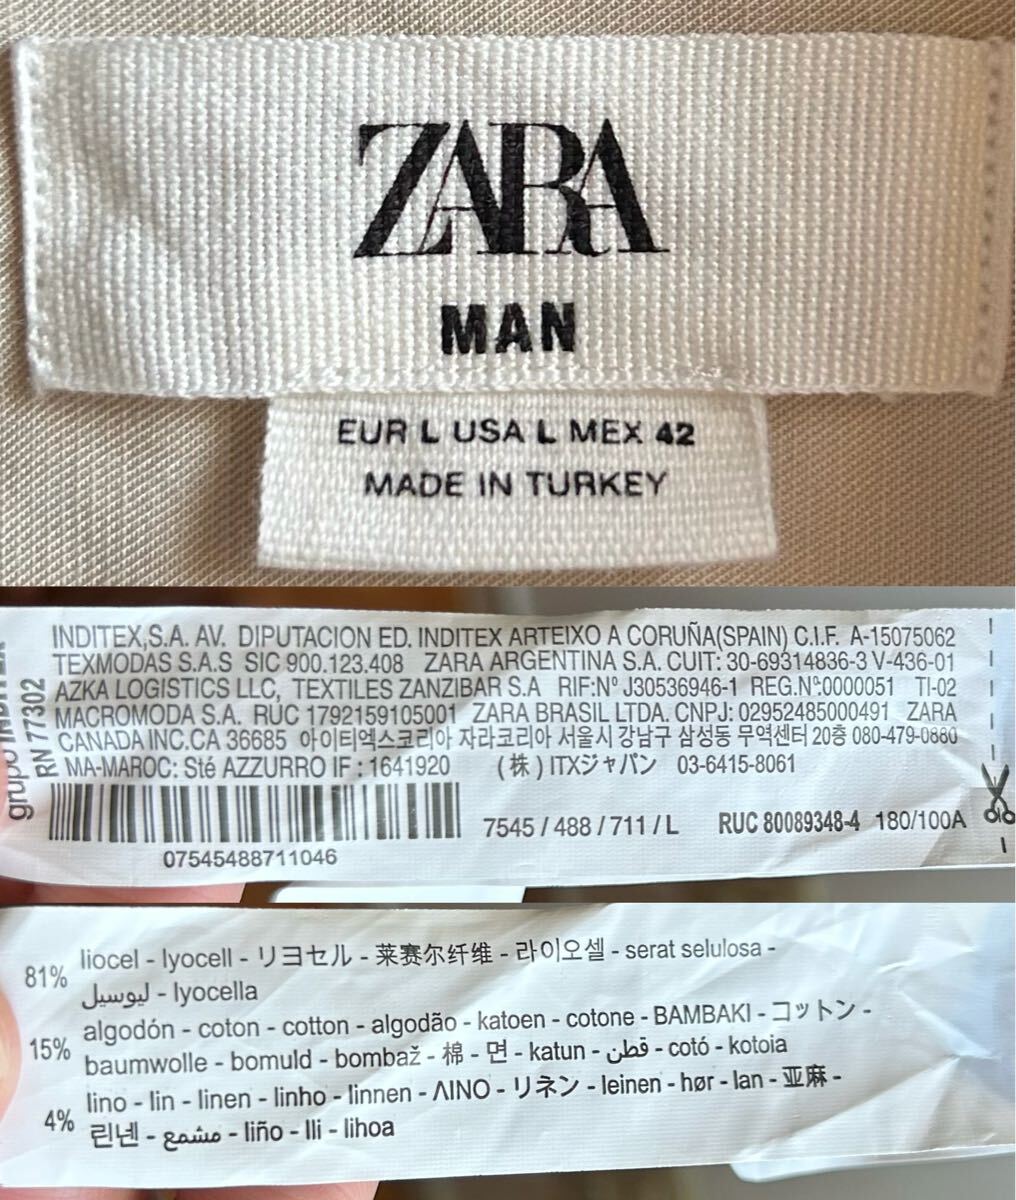 ZARA
MAN
EUR L USA L MEX 42
MADE IN TURKEY
grupo INDITEX
RN 77302
INDITEX,S.A. AV. DIPUTACION ED. INDITEX ARTEIXO A CORUÑA(SPAIN) C.I.F. A-15075062
TEXMODAS S.A.S SIC 900.123.408 ZARA ARGENTINA S.A. CUIT: 30-69314836-3 V-436-01
AZKA LOGISTICS LLC, TEXTILES ZANZIBAR S.A RIF:Nº J30536946-1 REG.Nº:0000051 TI-02
MACROMODA S.A. RUC 1792159105001 ZARA BRASIL LTDA. CNPJ: 02952485000491 ZARA
CANADA INC.CA 36685 아이티엑스코리아 자라코리아 서울시 강남구 삼성동 무역센터 20층 080-479-0880
MA-MAROC: Sté AZZURRO IF : 1641920 (株)ITXジャパン 03-6415-8061
7545 / 488 / 711 / L RUC 80089348-4 180/100A
07545488711046
81% liocel - lyocell - リヨセル - 莱赛尔纤维 - 라이오셀 - serat selulosa -
ليوسيل - lyocella
15% algodón - coton - cotton - algodão - katoen - cotone - BAMBAKI - コットン -
baumwolle - bomuld - bombaž - 棉 - 면 - katun - قطن - cotó - kotoia
4% lino - lin - linen - linho - linnen - ΛΙΝΟ - リネン - leinen - hør - lan - 亚麻 -
린넨 - مشمع - liño - lli - lihoa